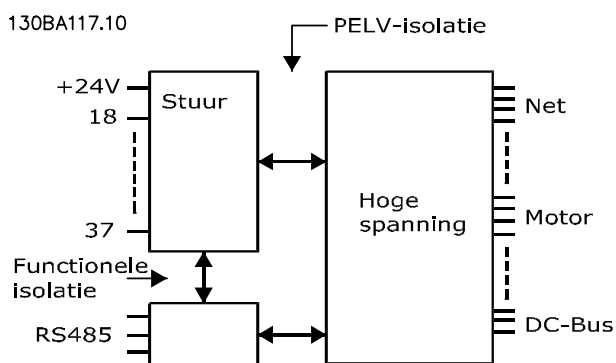 130BA117.10
PELV-isolatie
+24V
Stuur
18
Net
Hoge
spanning
Motor
37
Functionele
isolatie
RS485
DC-Bus